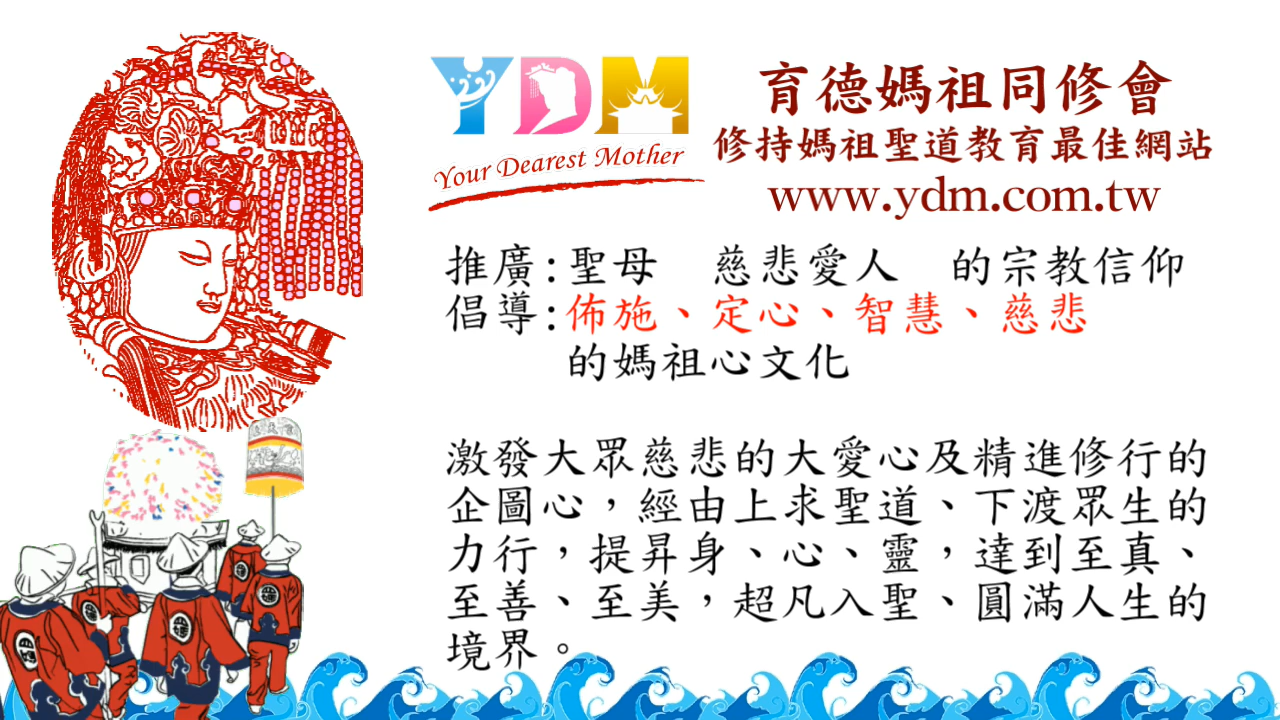 YDM
Your Dearest Mother
育德媽祖同修會
修持媽祖聖道教育最佳網站
www.ydm.com.tw
推廣:聖母　慈悲愛人　的宗教信仰
倡導:佈施、定心、智慧、慈悲
的媽祖心文化
激發大眾慈悲的大愛心及精進修行的
企圖心，經由上求聖道、下渡眾生的
力行，提昇身、心、靈，達到至真、
至善、至美，超凡入聖、圓滿人生的
境界。